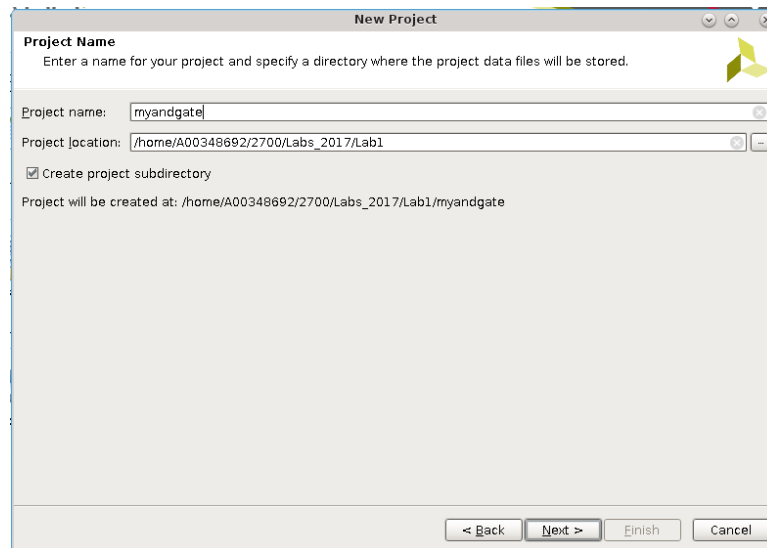 New Project
Project Name
Enter a name for your project and specify a directory where the project data files will be stored.
Project name: myandgate
Project location: /home/A00348692/2700/Labs_2017/Lab1
Create project subdirectory
Project will be created at: /home/A00348692/2700/Labs_2017/Lab1/myandgate
< Back Next > Finish Cancel